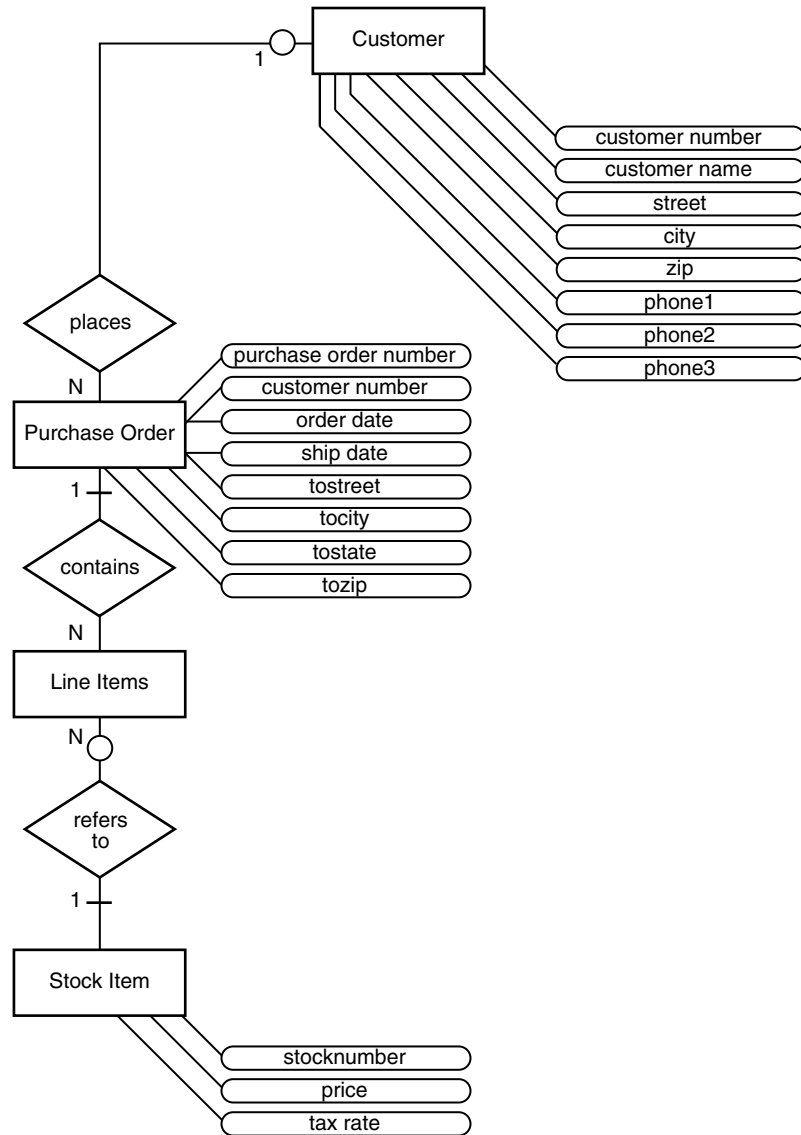 Customer
1
customer number
customer name
street
city
zip
phone1
phone2
phone3
places
N
purchase order number
customer number
order date
ship date
tostreet
tocity
tostate
tozip
Purchase Order
1
contains
N
Line Items
N
refers
to
1
Stock Item
stocknumber
price
tax rate